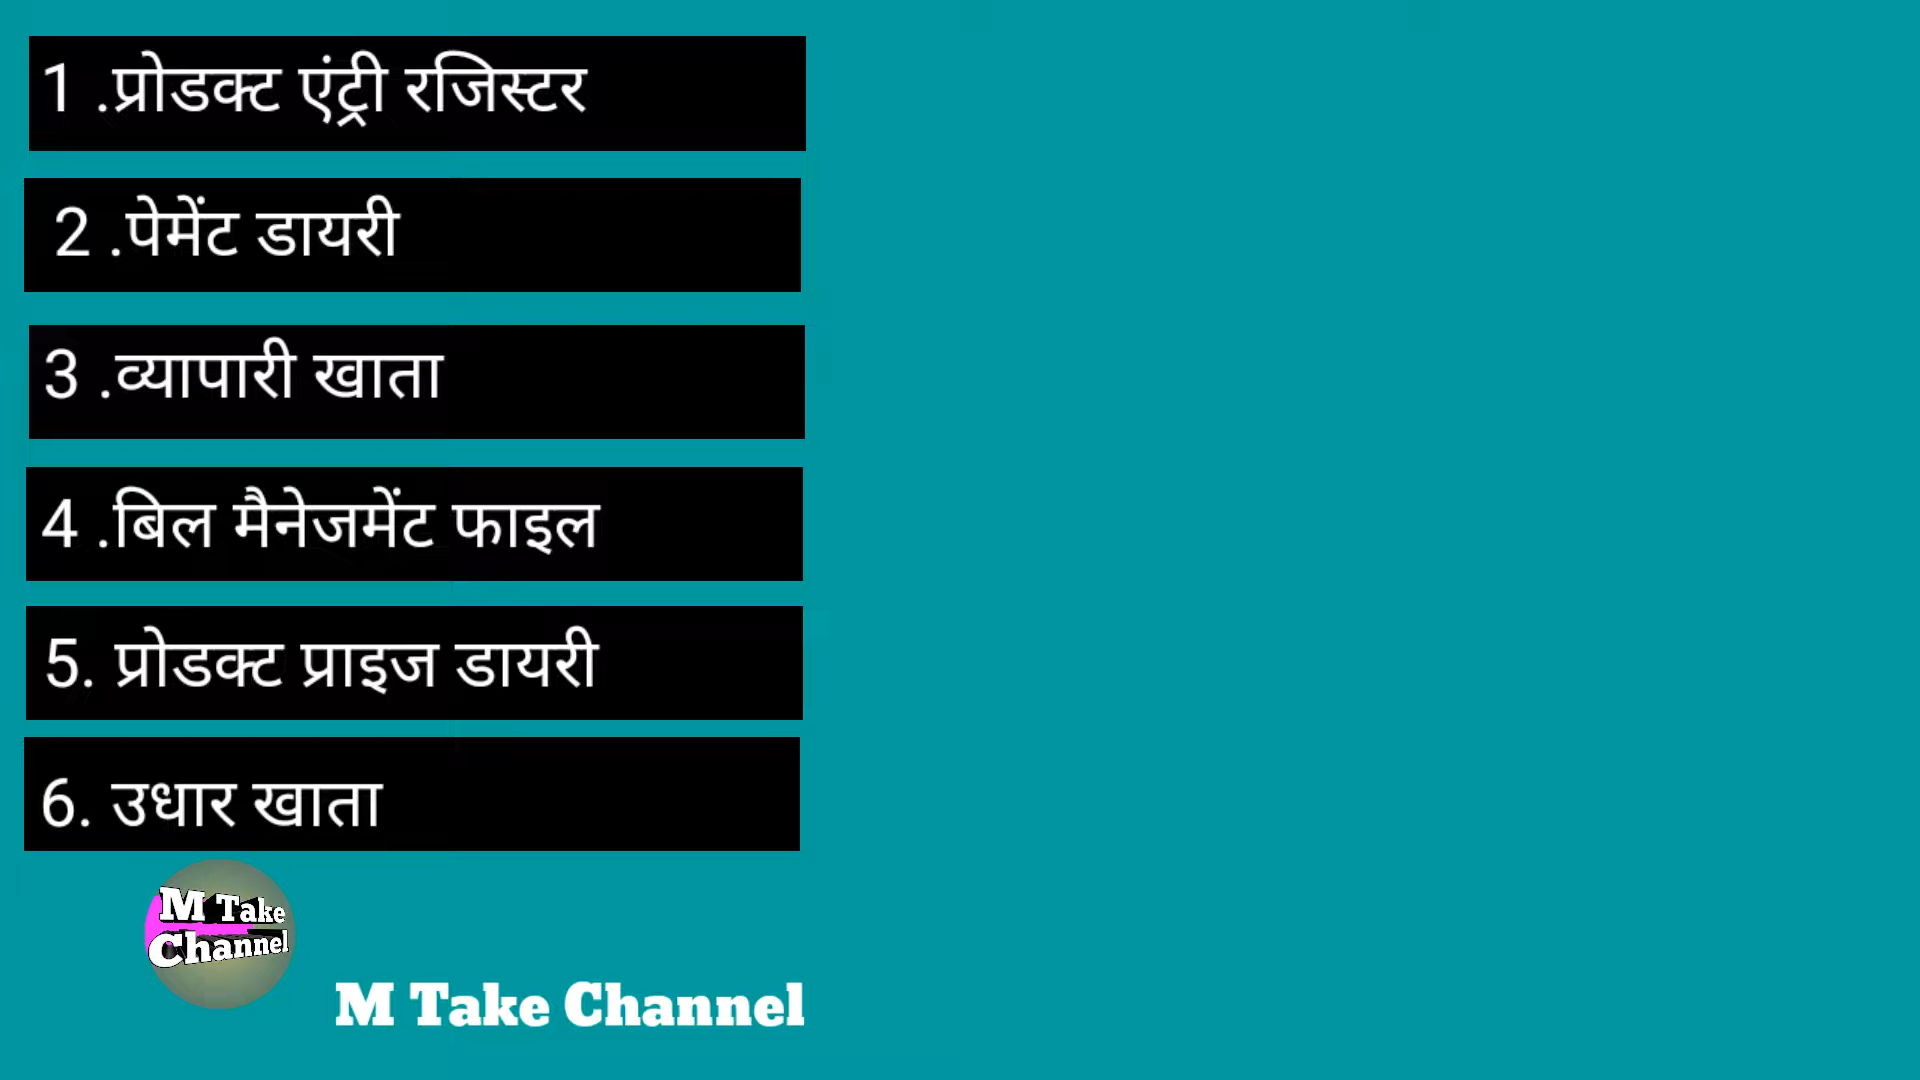 1 .प्रोडक्ट एंट्री रजिस्टर
2 .पेमेंट डायरी
3 .व्यापारी खाता
4 .बिल मैनेजमेंट फाइल
5. प्रोडक्ट प्राइज डायरी
6. उधार खाता
M Take
Channel
M Take Channel